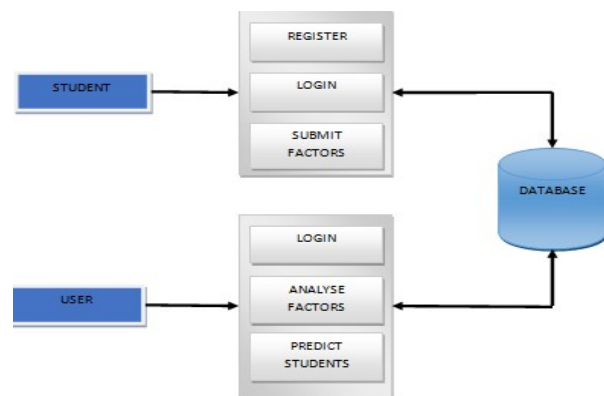 REGISTER
STUDENT
LOGIN
SUBMIT
FACTORS
DATABASE
LOGIN
ANALYSE
FACTORS
USER
PREDICT
STUDENTS